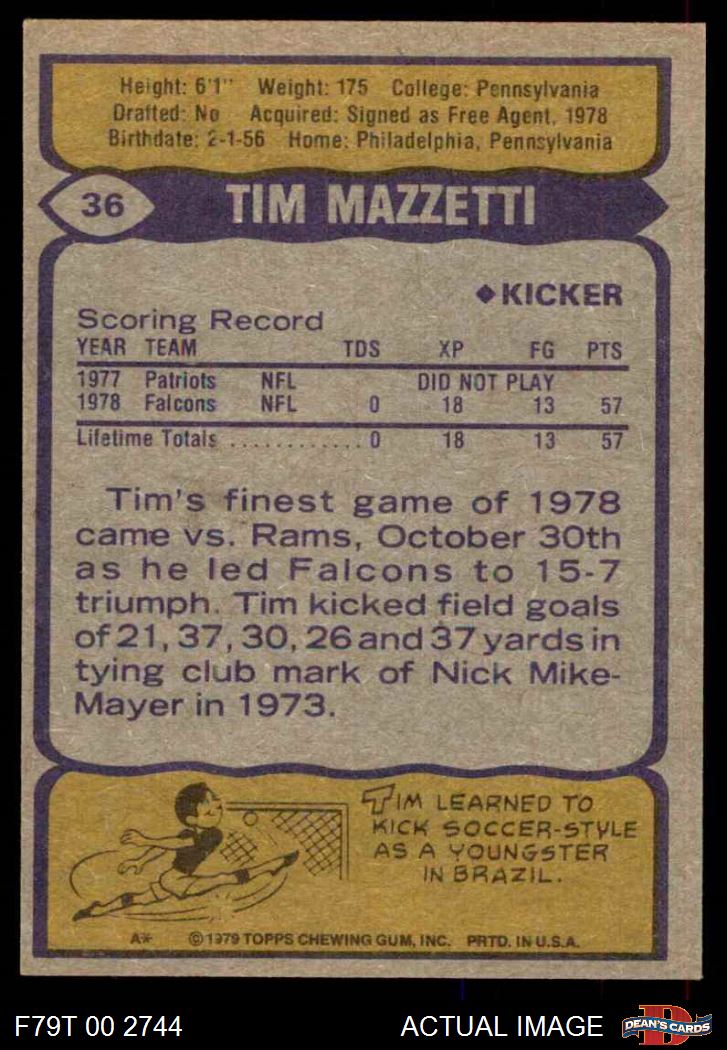 Height: 6'1" Weight: 175 College: Pennsylvania
Drafted: No Acquired: Signed as Free Agent, 1978
Birthdate: 2-1-56 Home: Philadelphia, Pennsylvania
36 TIM MAZZETTI
◆KICKER
Scoring Record
YEAR TEAM TDS XP FG PTS
1977 Patriots NFL DID NOT PLAY
1978 Falcons NFL 0 18 13 57
Lifetime Totals ............ 0 18 13 57
Tim's finest game of 1978
came vs. Rams, October 30th
as he led Falcons to 15-7
triumph. Tim kicked field goals
of 21, 37, 30, 26 and 37 yards in
tying club mark of Nick Mike-
Mayer in 1973.
TIM LEARNED TO
KICK SOCCER-STYLE
AS A YOUNGSTER
IN BRAZIL.
A* ©1979 TOPPS CHEWING GUM, INC. PRTD. IN U.S.A.
F79T 00 2744 ACTUAL IMAGE D DEAN'S CARDS